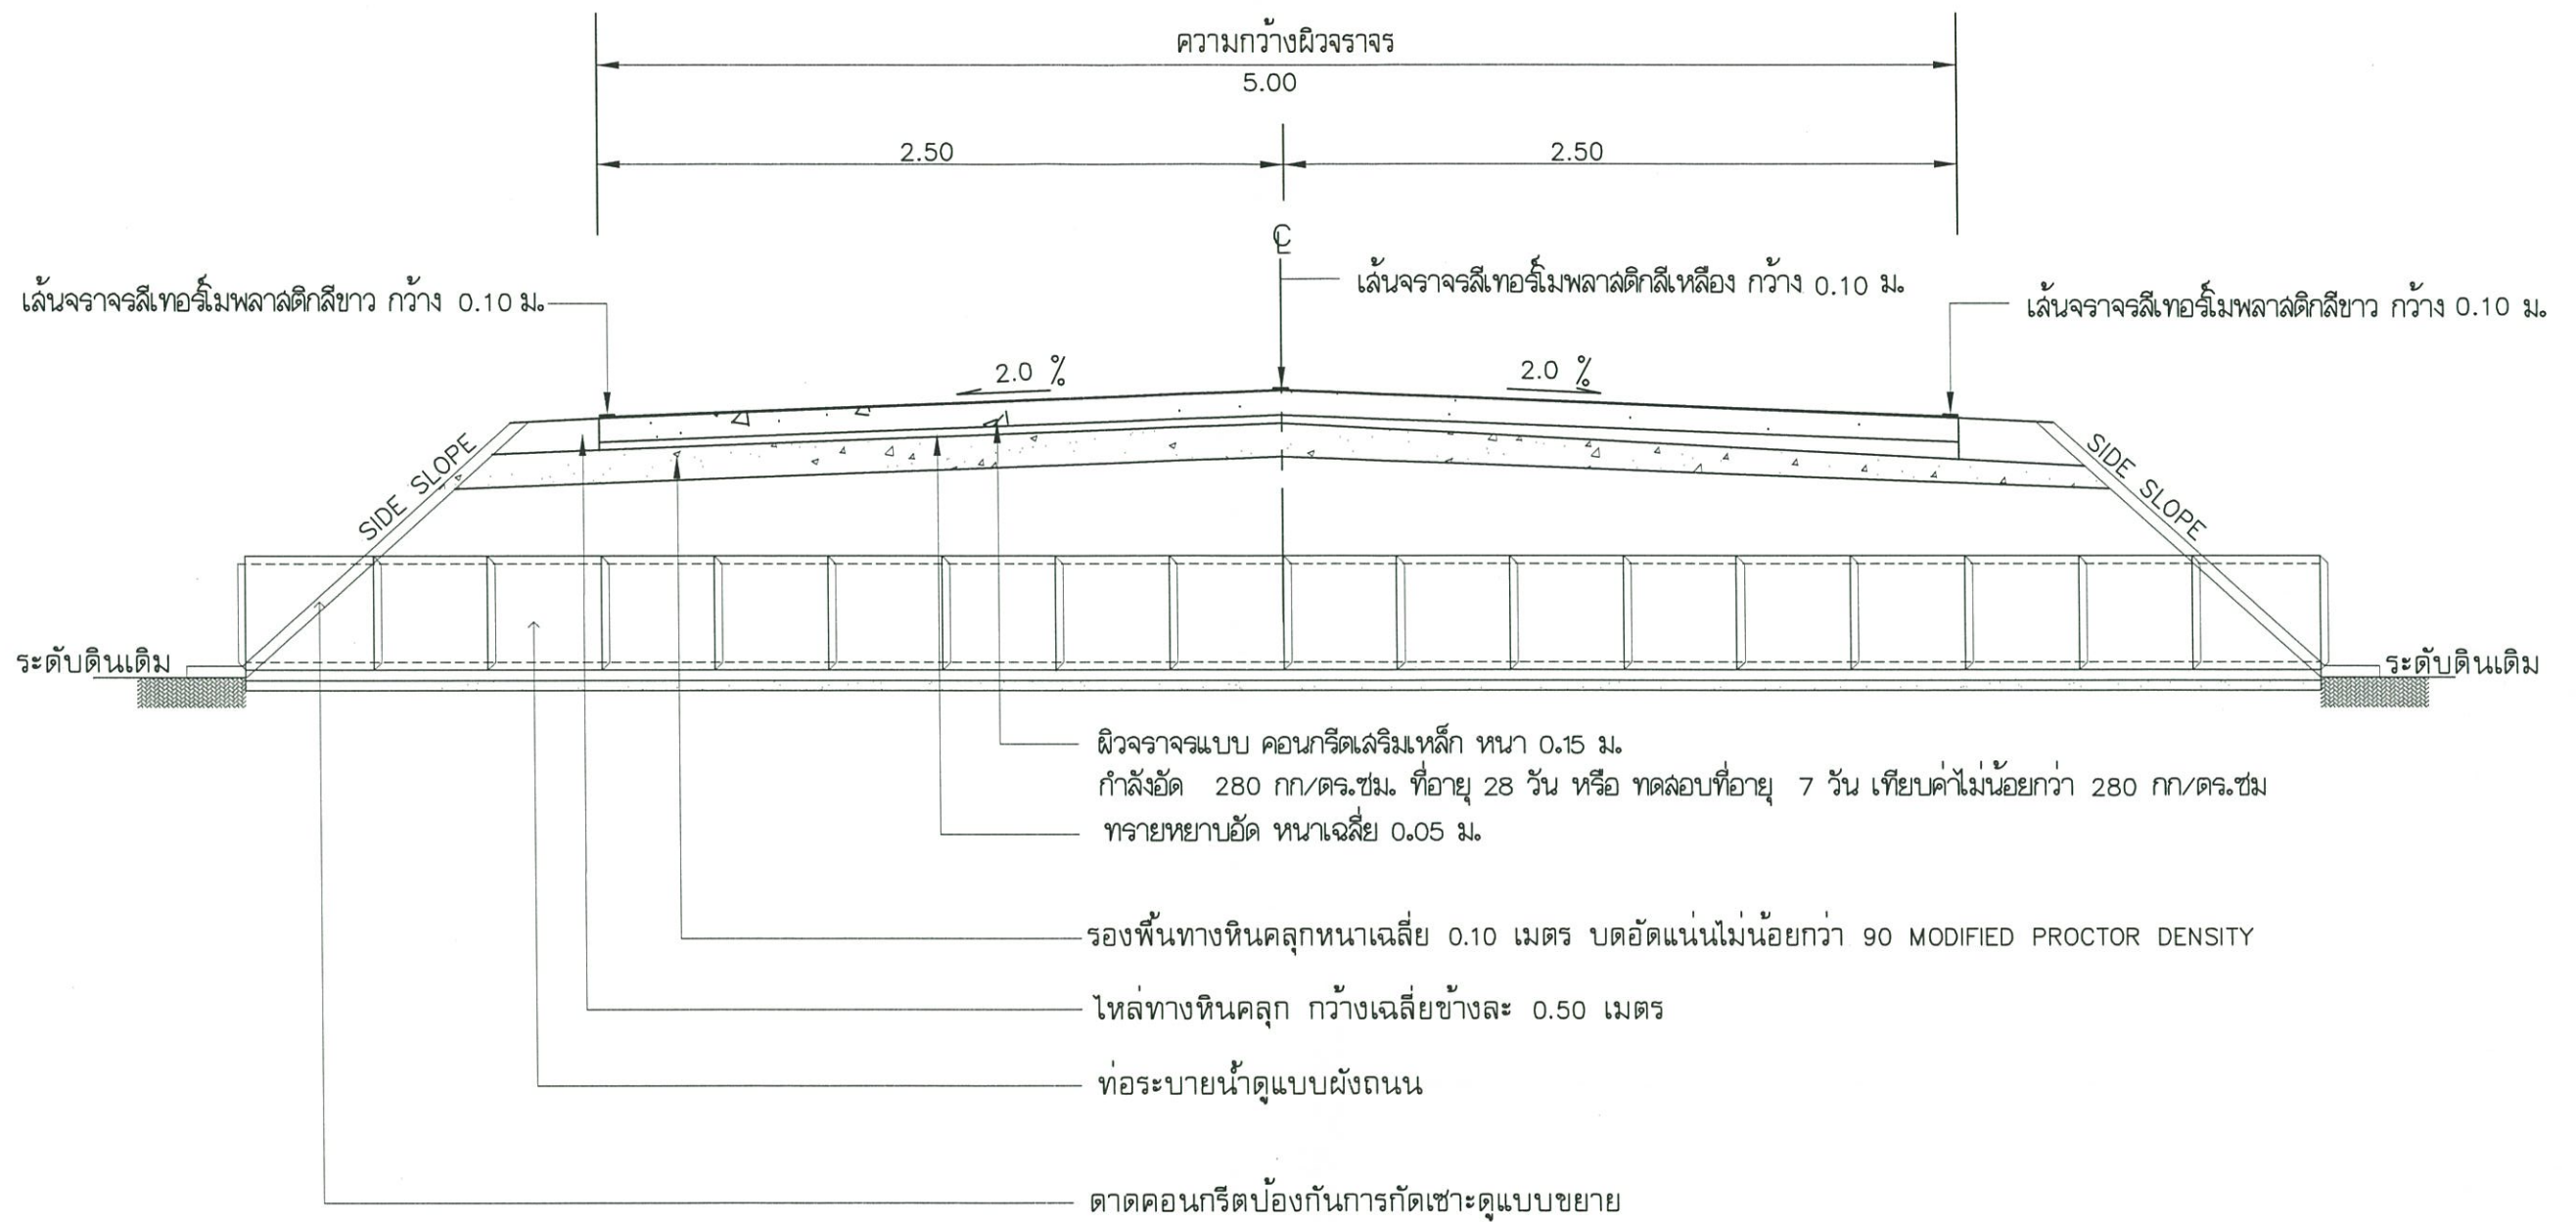 ความกว้างผิวจราจร
5.00
2.50 2.50
℄
เส้นจราจรสีเทอร์โมพลาสติกสีขาว กว้าง 0.10 ม.
เส้นจราจรสีเทอร์โมพลาสติกสีเหลือง กว้าง 0.10 ม.
เส้นจราจรสีเทอร์โมพลาสติกสีขาว กว้าง 0.10 ม.
2.0 % 2.0 %
SIDE SLOPE
SIDE SLOPE
ระดับดินเดิม
ระดับดินเดิม
ผิวจราจรแบบ คอนกรีตเสริมเหล็ก หนา 0.15 ม.
กำลังอัด 280 กก/ตร.ซม. ที่อายุ 28 วัน หรือ ทดสอบที่อายุ 7 วัน เทียบค่าไม่น้อยกว่า 280 กก/ตร.ซม
ทรายหยาบอัด หนาเฉลี่ย 0.05 ม.
รองพื้นทางหินคลุกหนาเฉลี่ย 0.10 เมตร บดอัดแน่นไม่น้อยกว่า 90 MODIFIED PROCTOR DENSITY
ไหล่ทางหินคลุก กว้างเฉลี่ยข้างละ 0.50 เมตร
ท่อระบายน้ำดูแบบผังถนน
ดาดคอนกรีตป้องกันการกัดเซาะดูแบบขยาย